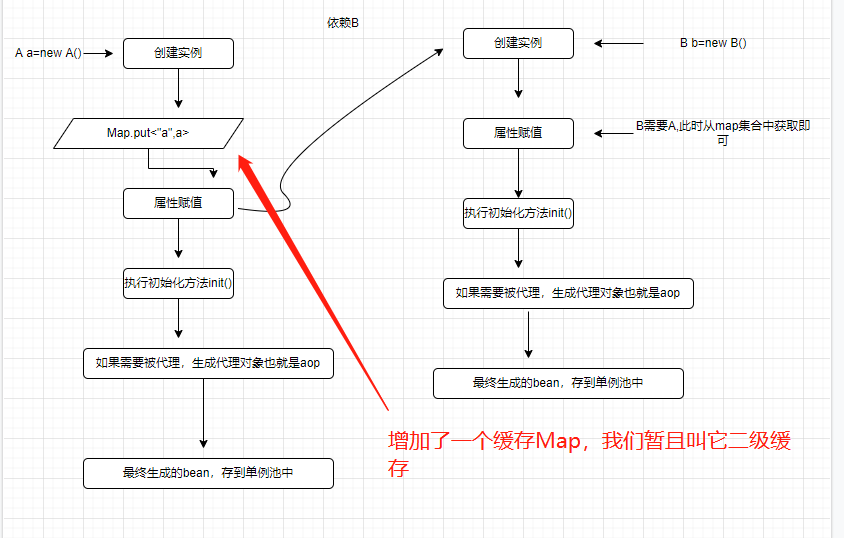 依赖B
A a=new A()
创建实例
Map.put<"a",a>
属性赋值
执行初始化方法init()
如果需要被代理，生成代理对象也就是aop
最终生成的bean，存到单例池中
创建实例
B b=new B()
属性赋值
B需要A,此时从map集合中获取即
可
执行初始化方法init()
如果需要被代理，生成代理对象也就是aop
最终生成的bean，存到单例池中
增加了一个缓存Map，我们暂且叫它二级缓
存